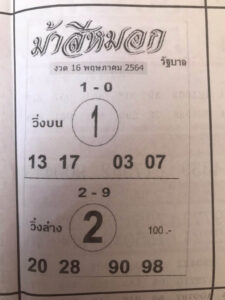 ม้าสีหมอก
งวด 16 พฤษภาคม 2564 รัฐบาล
1 - 0
วิ่งบน 1
13 17 03 07
2 - 9
วิ่งล่าง 2 100.-
20 28 90 98